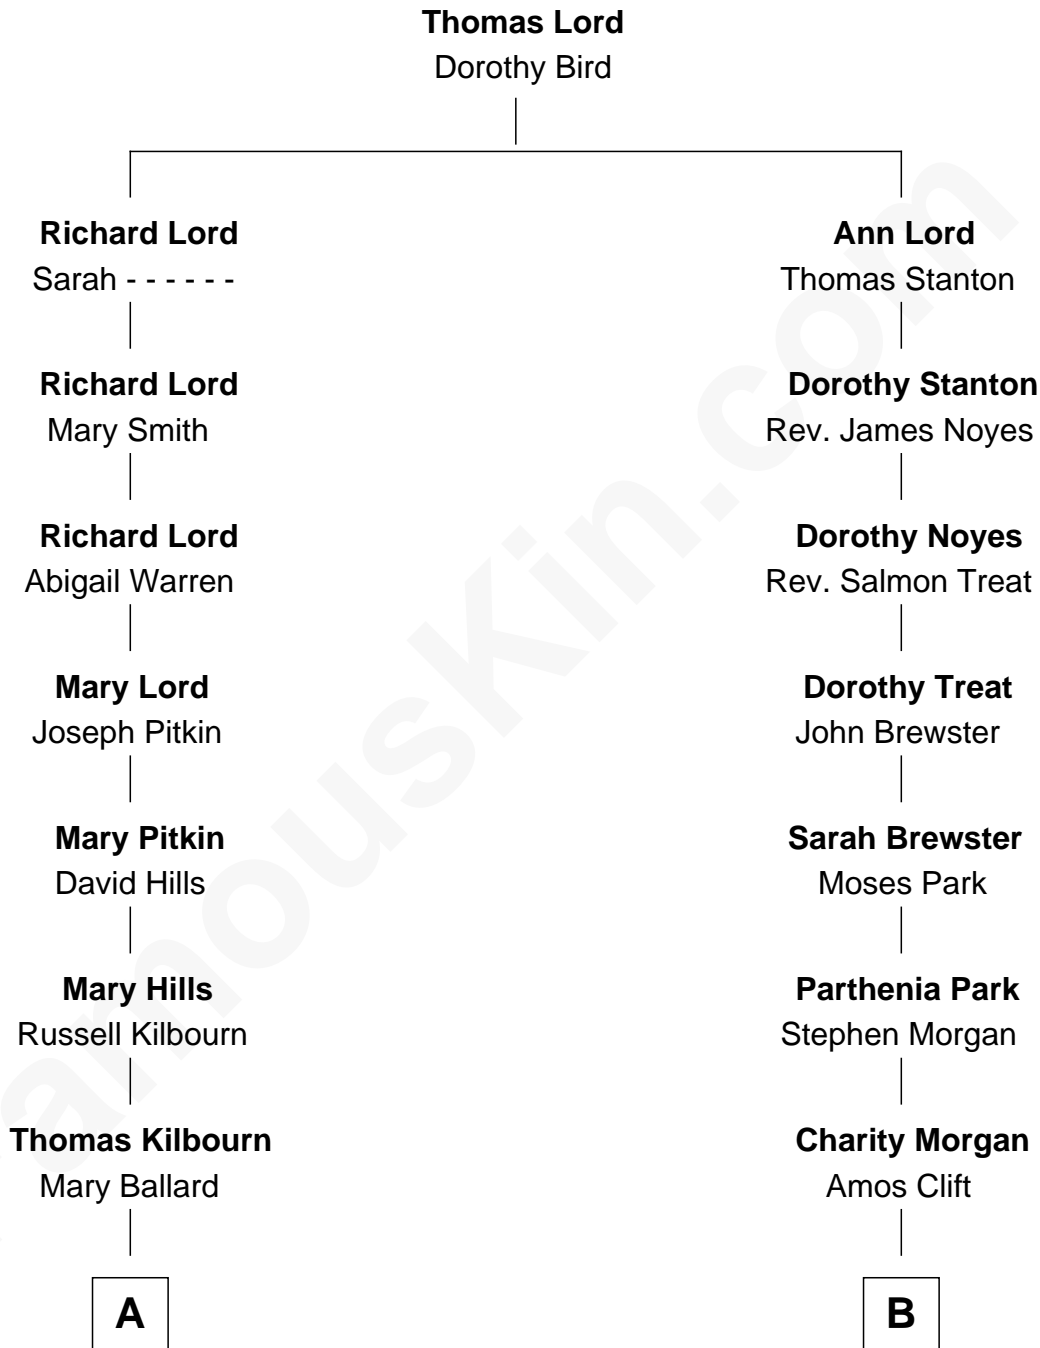 Thomas Lord
Dorothy Bird
Richard Lord
Sarah - - - - - -
Ann Lord
Thomas Stanton
Richard Lord
Mary Smith
Dorothy Stanton
Rev. James Noyes
Richard Lord
Abigail Warren
Dorothy Noyes
Rev. Salmon Treat
Mary Lord
Joseph Pitkin
Dorothy Treat
John Brewster
Mary Pitkin
David Hills
Sarah Brewster
Moses Park
Mary Hills
Russell Kilbourn
Parthenia Park
Stephen Morgan
Thomas Kilbourn
Mary Ballard
Charity Morgan
Amos Clift
A
B
amouskin.com